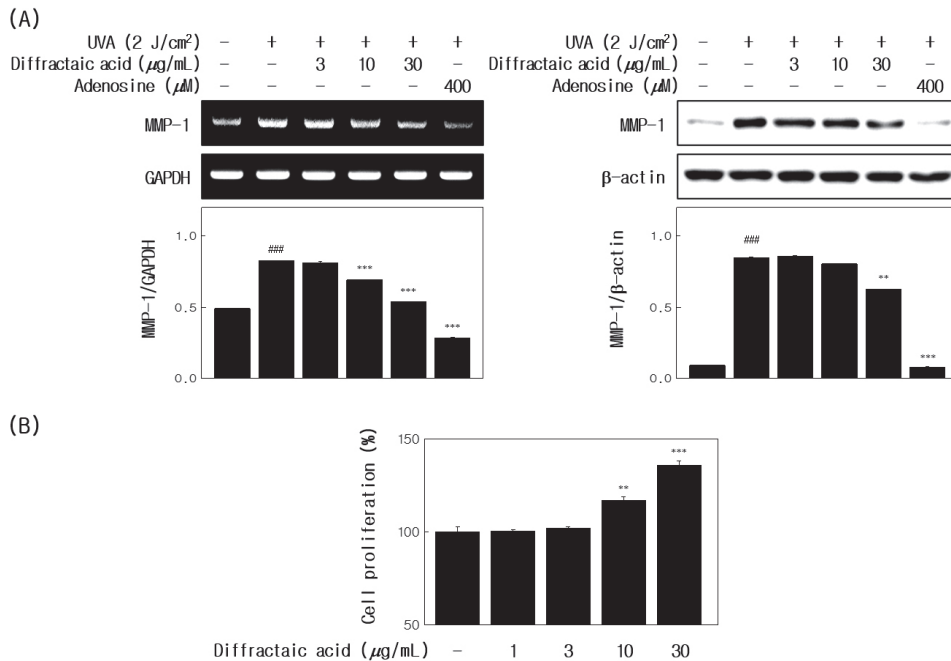 (A)
UVA (2 J/cm²) – + + + + +
Diffractaic acid (μg/mL) 3 10 30
Adenosine (μM) 400
MMP-1
GAPDH
MMP-1/GAPDH
1.0
0.5
0.0
###
***
***
***
UVA (2 J/cm²) – + + + + +
Diffractaic acid (μg/mL) 3 10 30
Adenosine (μM) 400
MMP-1
β-actin
MMP-1/β-actin
1.0
0.5
0.0
###
**
***
(B)
Cell proliferation (%)
150
100
50
**
***
Diffractaic acid (μg/mL) – 1 3 10 30